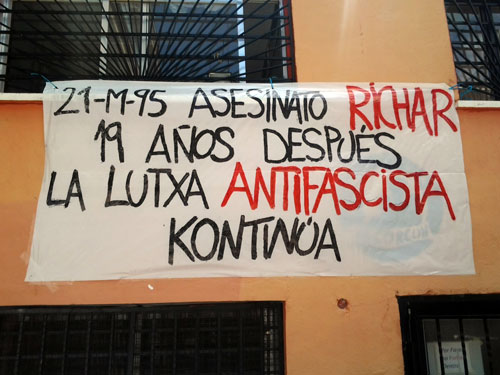 21-M-95 ASESINATO RICHAR
19 AÑOS DESPUÉS
LA LUTXA ANTIFASCISTA
KONTINÚA